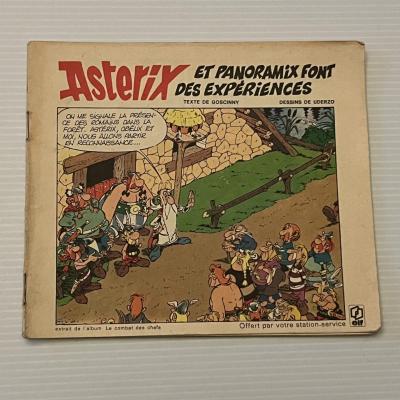 Asterix
ET PANORAMIX FONT
DES EXPÉRIENCES
TEXTE DE GOSCINNY
DESSINS DE UDERZO
ON ME SIGNALE LA PRÉSEN-
CE DES ROMAINS DANS LA
FORÊT. ASTÉRIX, OBÉLIX ET
MOI, NOUS ALLONS PARTIR
EN RECONNAISSANCE...
extrait de l'album Le combat des chefs
Offert par votre station-service
elf